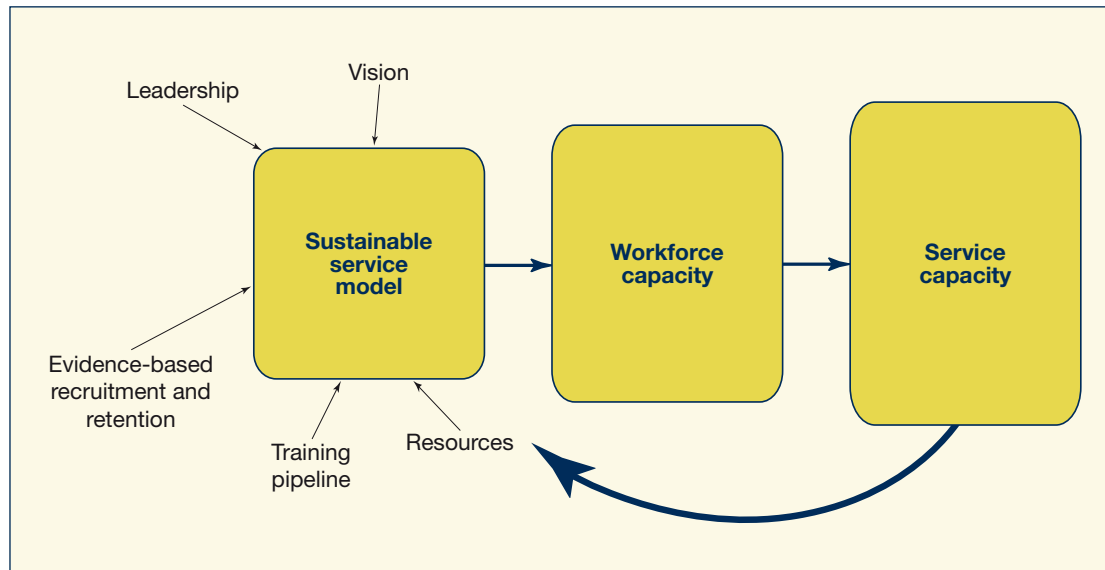 Vision
Leadership
Sustainable
service
model
Workforce
capacity
Service
capacity
Evidence-based
recruitment and
retention
Training
pipeline
Resources